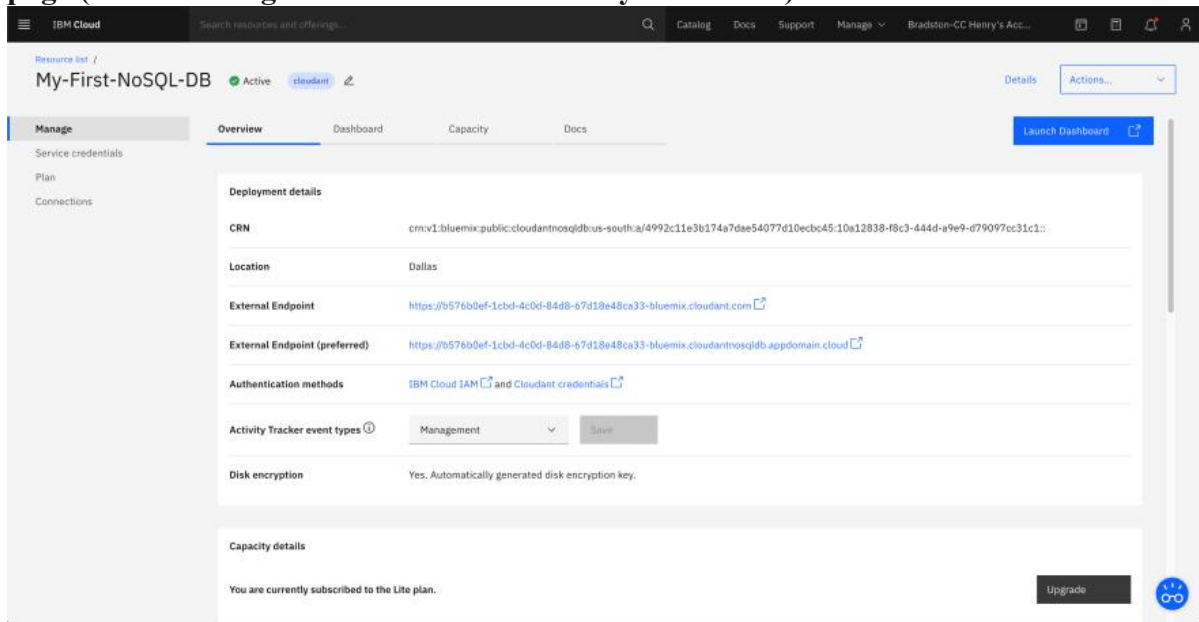 IBM Cloud Search resources and offerings... Catalog Docs Support Manage Bradston-CC Henry's Acc...
Resource list /
My-First-NoSQL-DB Active cloudant Details Actions...
Manage Overview Dashboard Capacity Docs Launch Dashboard
Service credentials
Plan
Connections
Deployment details
CRN crn:v1:bluemix:public:cloudantnosqldb:us-south:a/4992c11e3b174a7dae54077d10ecbc45:10a12838-f8c3-444d-a9e9-d79097cc31c1::
Location Dallas
External Endpoint https://b576b0ef-1cbd-4c0d-84d8-67d18e48ca33-bluemix.cloudant.com
External Endpoint (preferred) https://b576b0ef-1cbd-4c0d-84d8-67d18e48ca33-bluemix.cloudantnosqldb.appdomain.cloud
Authentication methods IBM Cloud IAM and Cloudant credentials
Activity Tracker event types Management Save
Disk encryption Yes. Automatically generated disk encryption key.
Capacity details
You are currently subscribed to the Lite plan. Upgrade